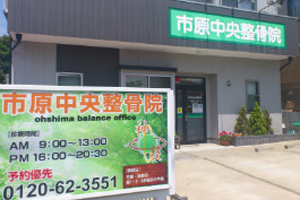 市原中央整骨院
市原中央整骨院
ohshima balance office
[診療時間]
AM 9:00〜13:00
PM 16:00〜20:30
予約優先
0120-62-3551